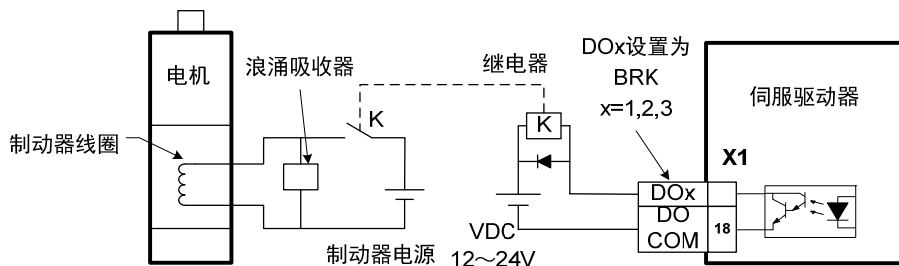 电机
浪涌吸收器
制动器线圈
K
制动器电源
继电器
K
VDC
12～24V
DOx设置为
BRK
x=1,2,3
伺服驱动器
X1
DOx
DO
COM
18